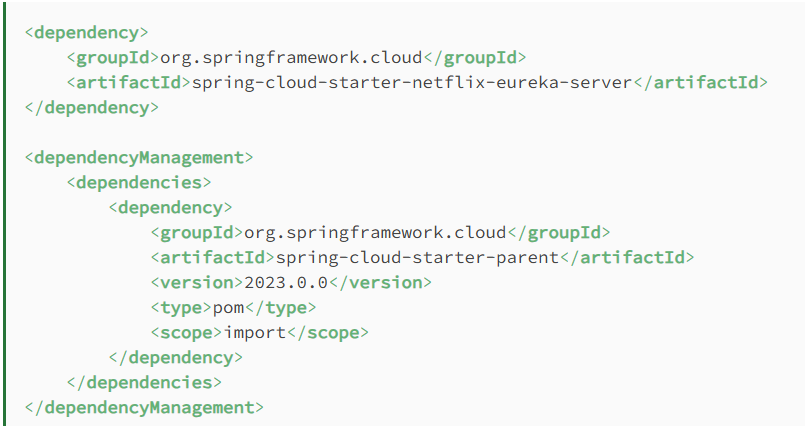 <dependency>
    <groupId>org.springframework.cloud</groupId>
    <artifactId>spring-cloud-starter-netflix-eureka-server</artifactId>
</dependency>

<dependencyManagement>
    <dependencies>
        <dependency>
            <groupId>org.springframework.cloud</groupId>
            <artifactId>spring-cloud-starter-parent</artifactId>
            <version>2023.0.0</version>
            <type>pom</type>
            <scope>import</scope>
        </dependency>
    </dependencies>
</dependencyManagement>